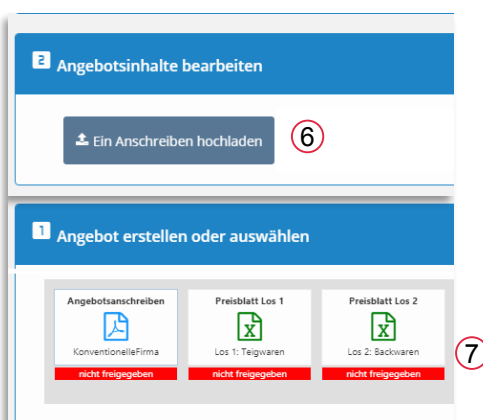 2 Angebotsinhalte bearbeiten
Ein Anschreiben hochladen 6
1 Angebot erstellen oder auswählen
Angebotsanschreiben Preisblatt Los 1 Preisblatt Los 2
KonventionelleFirma Los 1: Teigwaren Los 2: Backwaren
7
nicht freigegeben nicht freigegeben nicht freigegeben